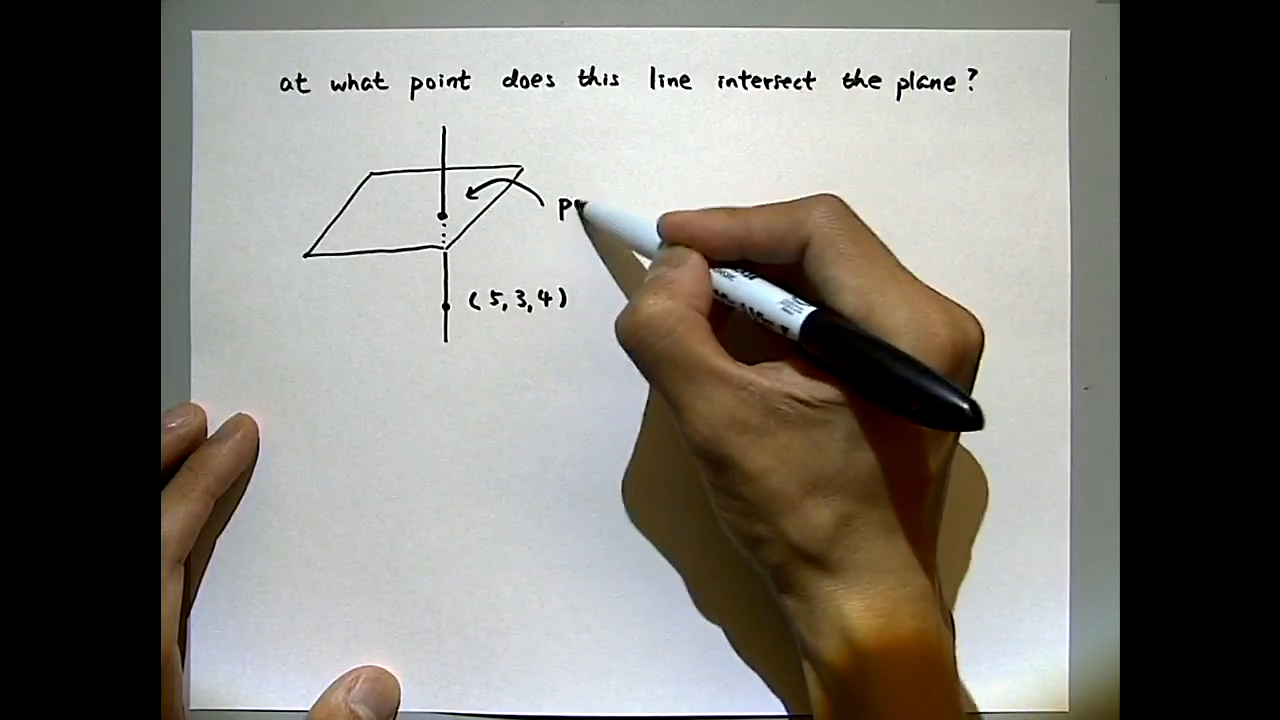 at what point does this line intersect the plane?
(5,3,4)